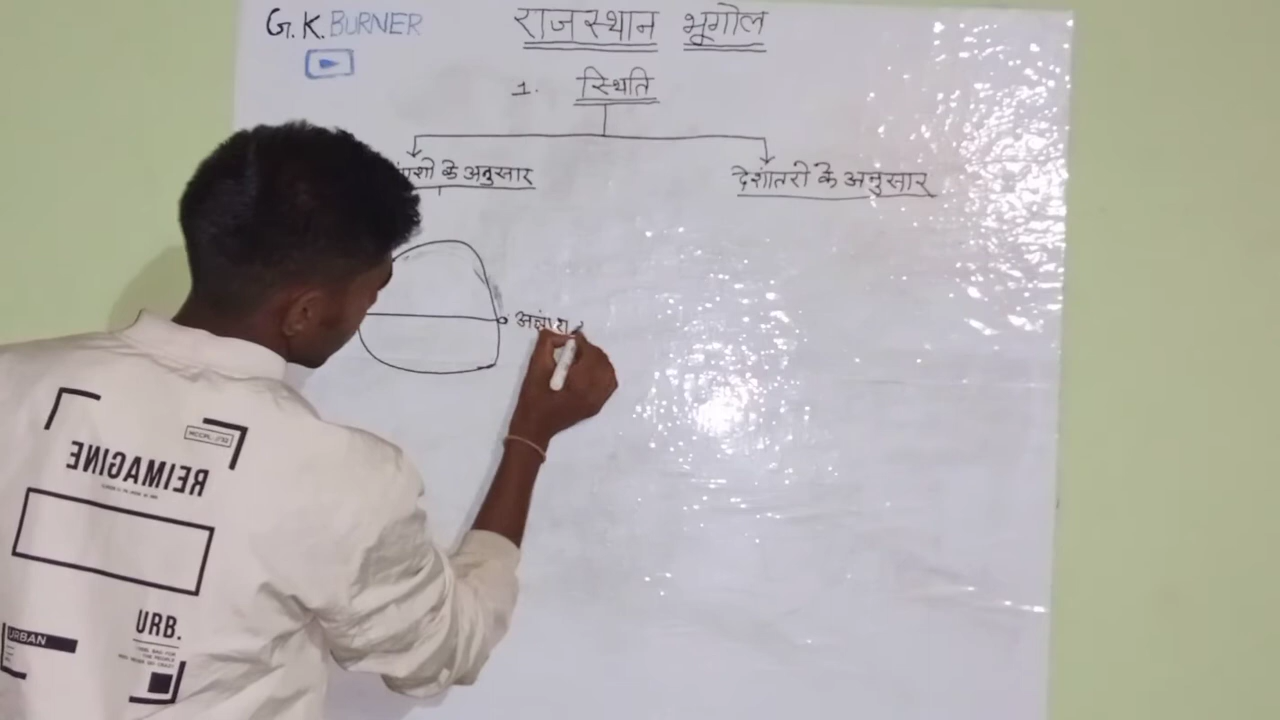 G. K. BURNER
राजस्थान भूगोल
1. स्थिति
के अनुसार
देशांतरो के अनुसार
REIMAGINE
URB.
URBAN